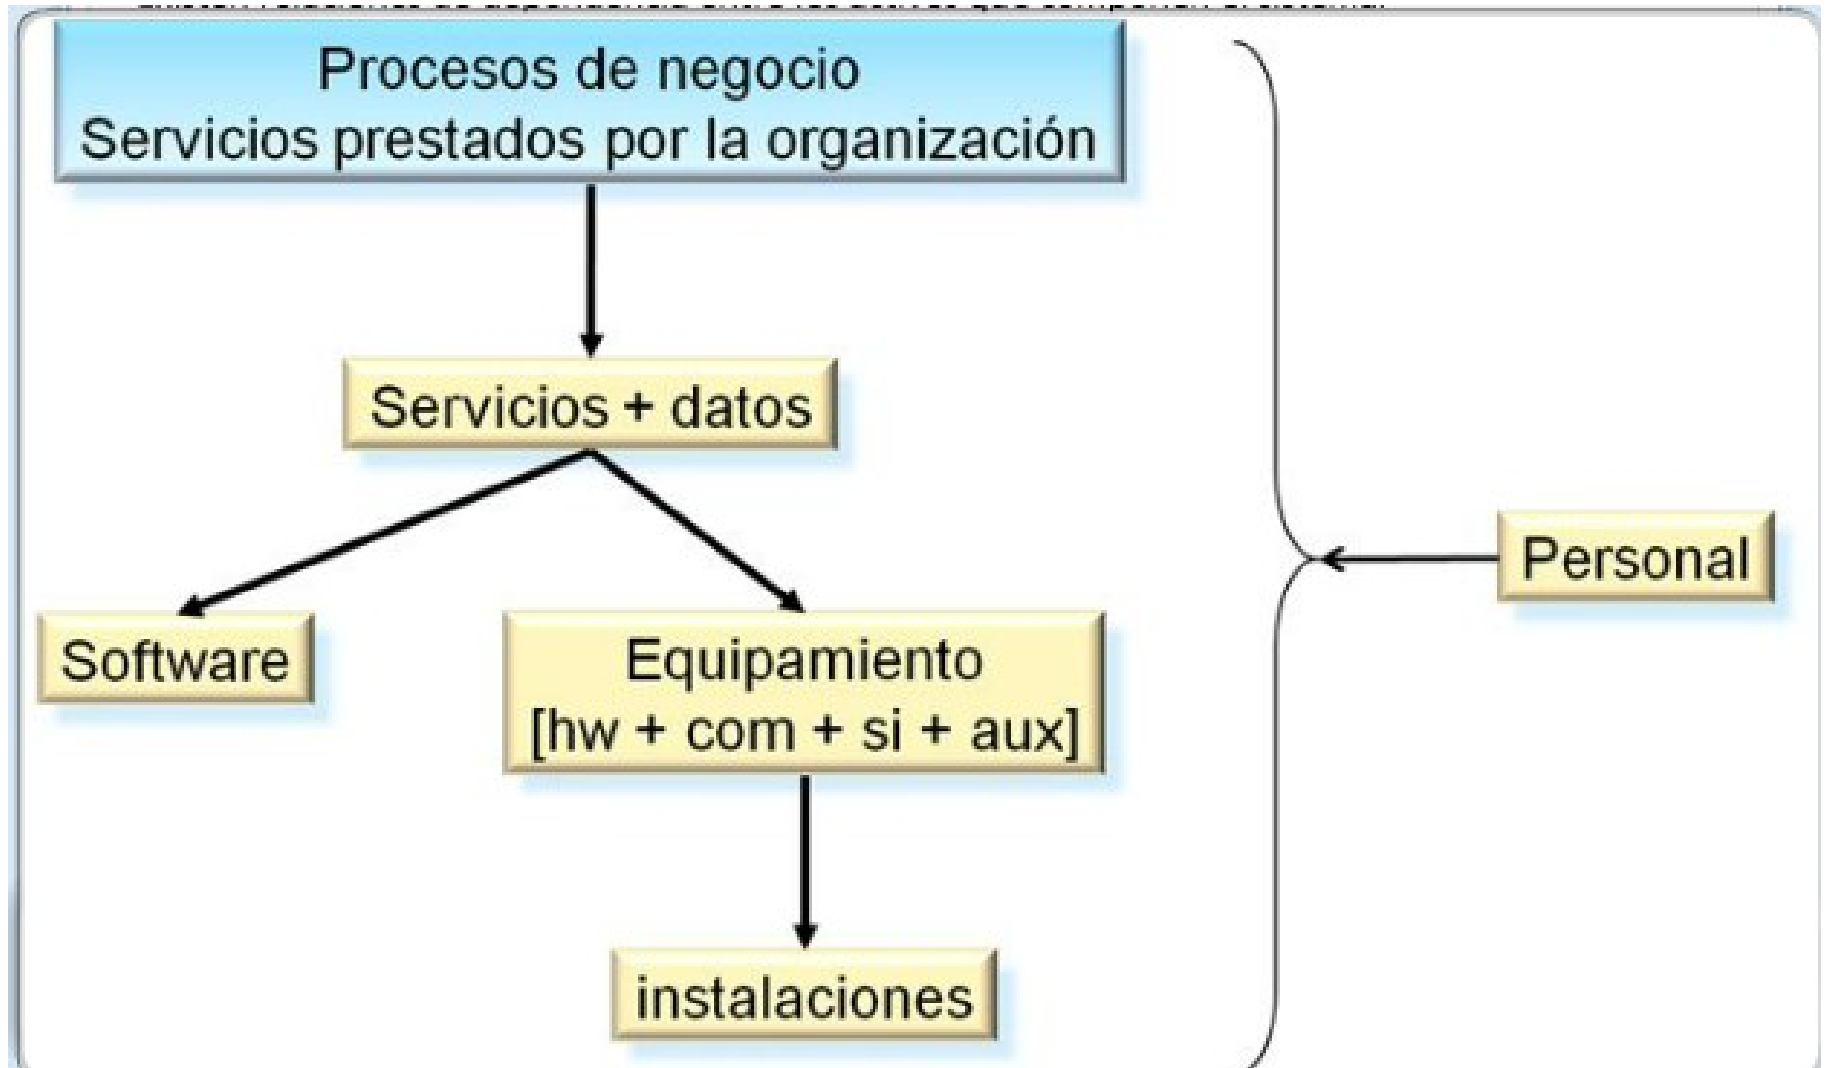 Procesos de negocio
Servicios prestados por la organización
Servicios + datos
Software
Equipamiento
[hw + com + si + aux]
Personal
instalaciones